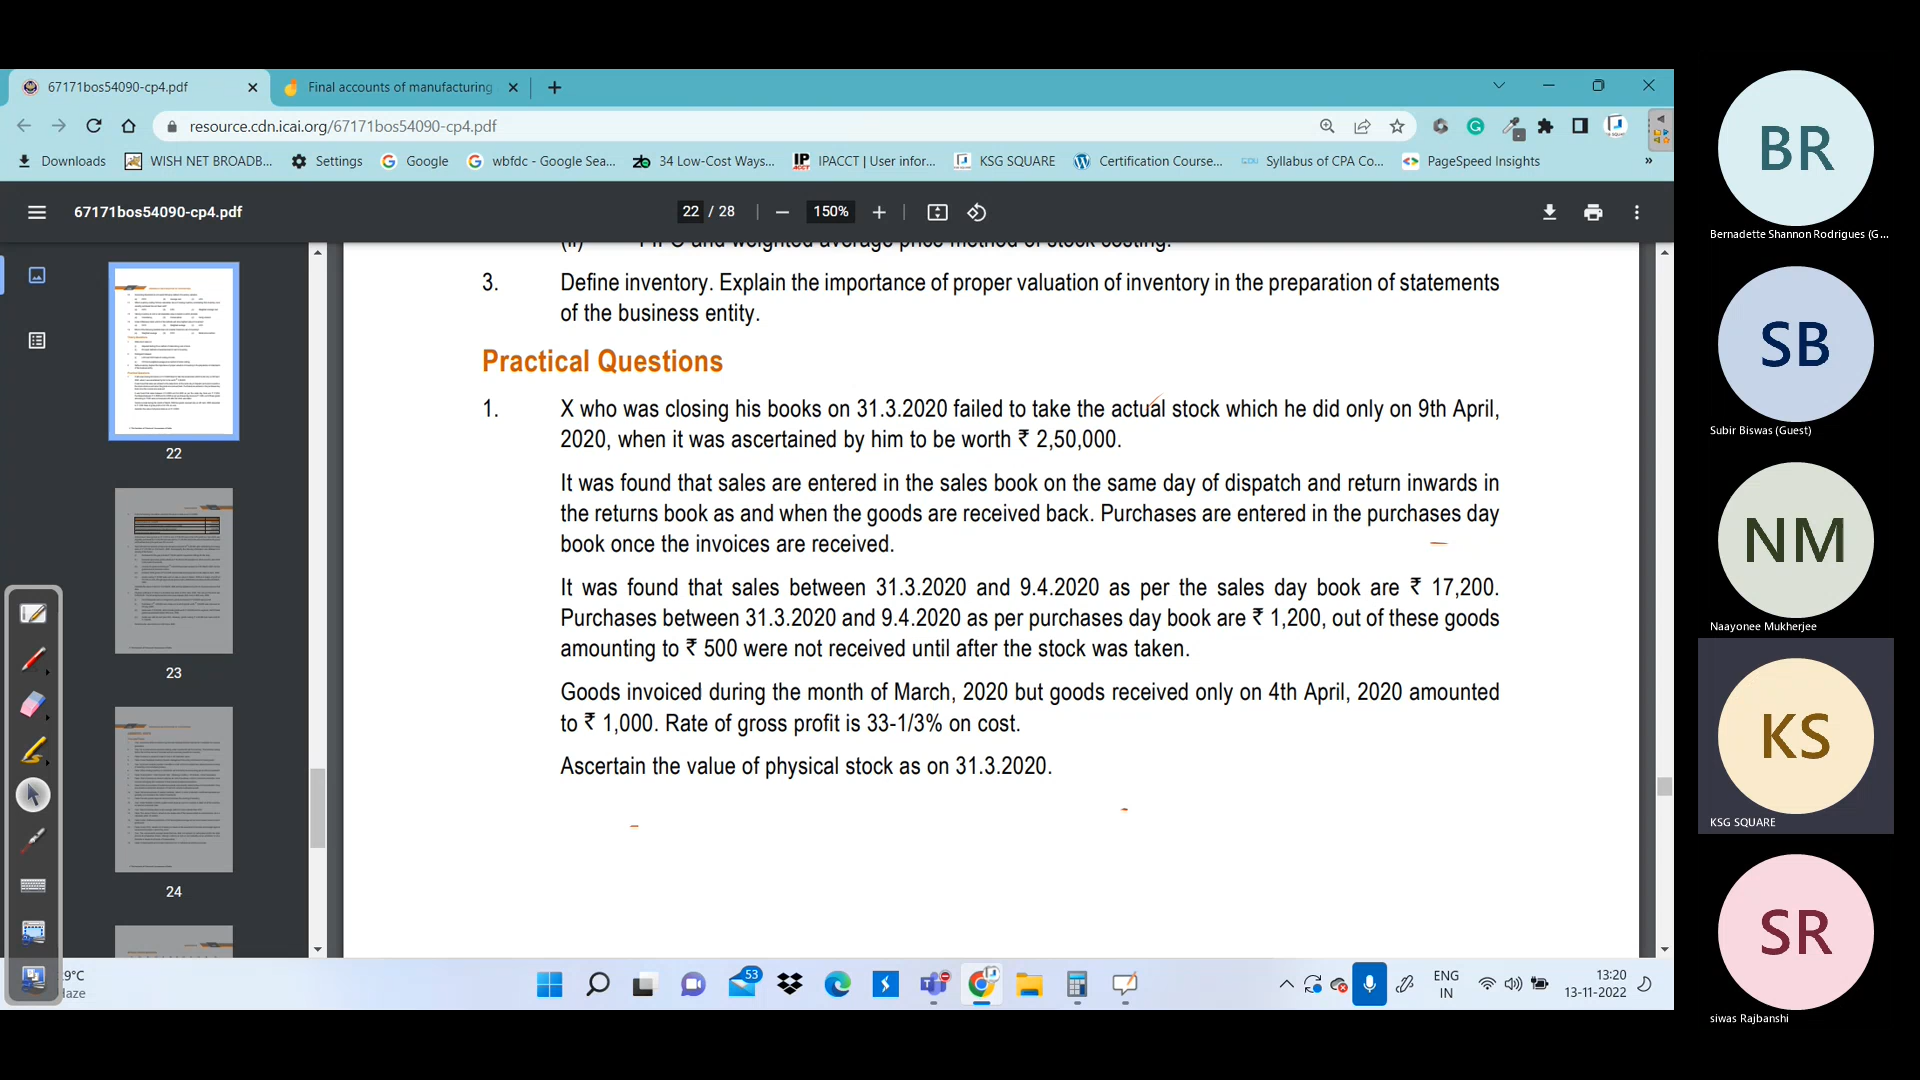 67171bos54090-cp4.pdf
Final accounts of manufacturing
resource.cdn.icai.org/67171bos54090-cp4.pdf
Downloads WISH NET BROADB... Settings Google wbfdc - Google Sea... 34 Low-Cost Ways... IPACCT | User infor... KSG SQUARE Certification Course... Syllabus of CPA Co... PageSpeed Insights »
67171bos54090-cp4.pdf
22 / 28
150%
3. Define inventory. Explain the importance of proper valuation of inventory in the preparation of statements
of the business entity.
Practical Questions
1. X who was closing his books on 31.3.2020 failed to take the actual stock which he did only on 9th April,
2020, when it was ascertained by him to be worth ₹ 2,50,000.
It was found that sales are entered in the sales book on the same day of dispatch and return inwards in
the returns book as and when the goods are received back. Purchases are entered in the purchases day
book once the invoices are received.
It was found that sales between 31.3.2020 and 9.4.2020 as per the sales day book are ₹ 17,200.
Purchases between 31.3.2020 and 9.4.2020 as per purchases day book are ₹ 1,200, out of these goods
amounting to ₹ 500 were not received until after the stock was taken.
Goods invoiced during the month of March, 2020 but goods received only on 4th April, 2020 amounted
to ₹ 1,000. Rate of gross profit is 33-1/3% on cost.
Ascertain the value of physical stock as on 31.3.2020.
22
23
24
9°C
laze
53
ENG
IN
13:20
13-11-2022
BR
Bernadette Shannon Rodrigues (G...
SB
Subir Biswas (Guest)
NM
Naayonee Mukherjee
KS
KSG SQUARE
SR
siwas Rajbanshi